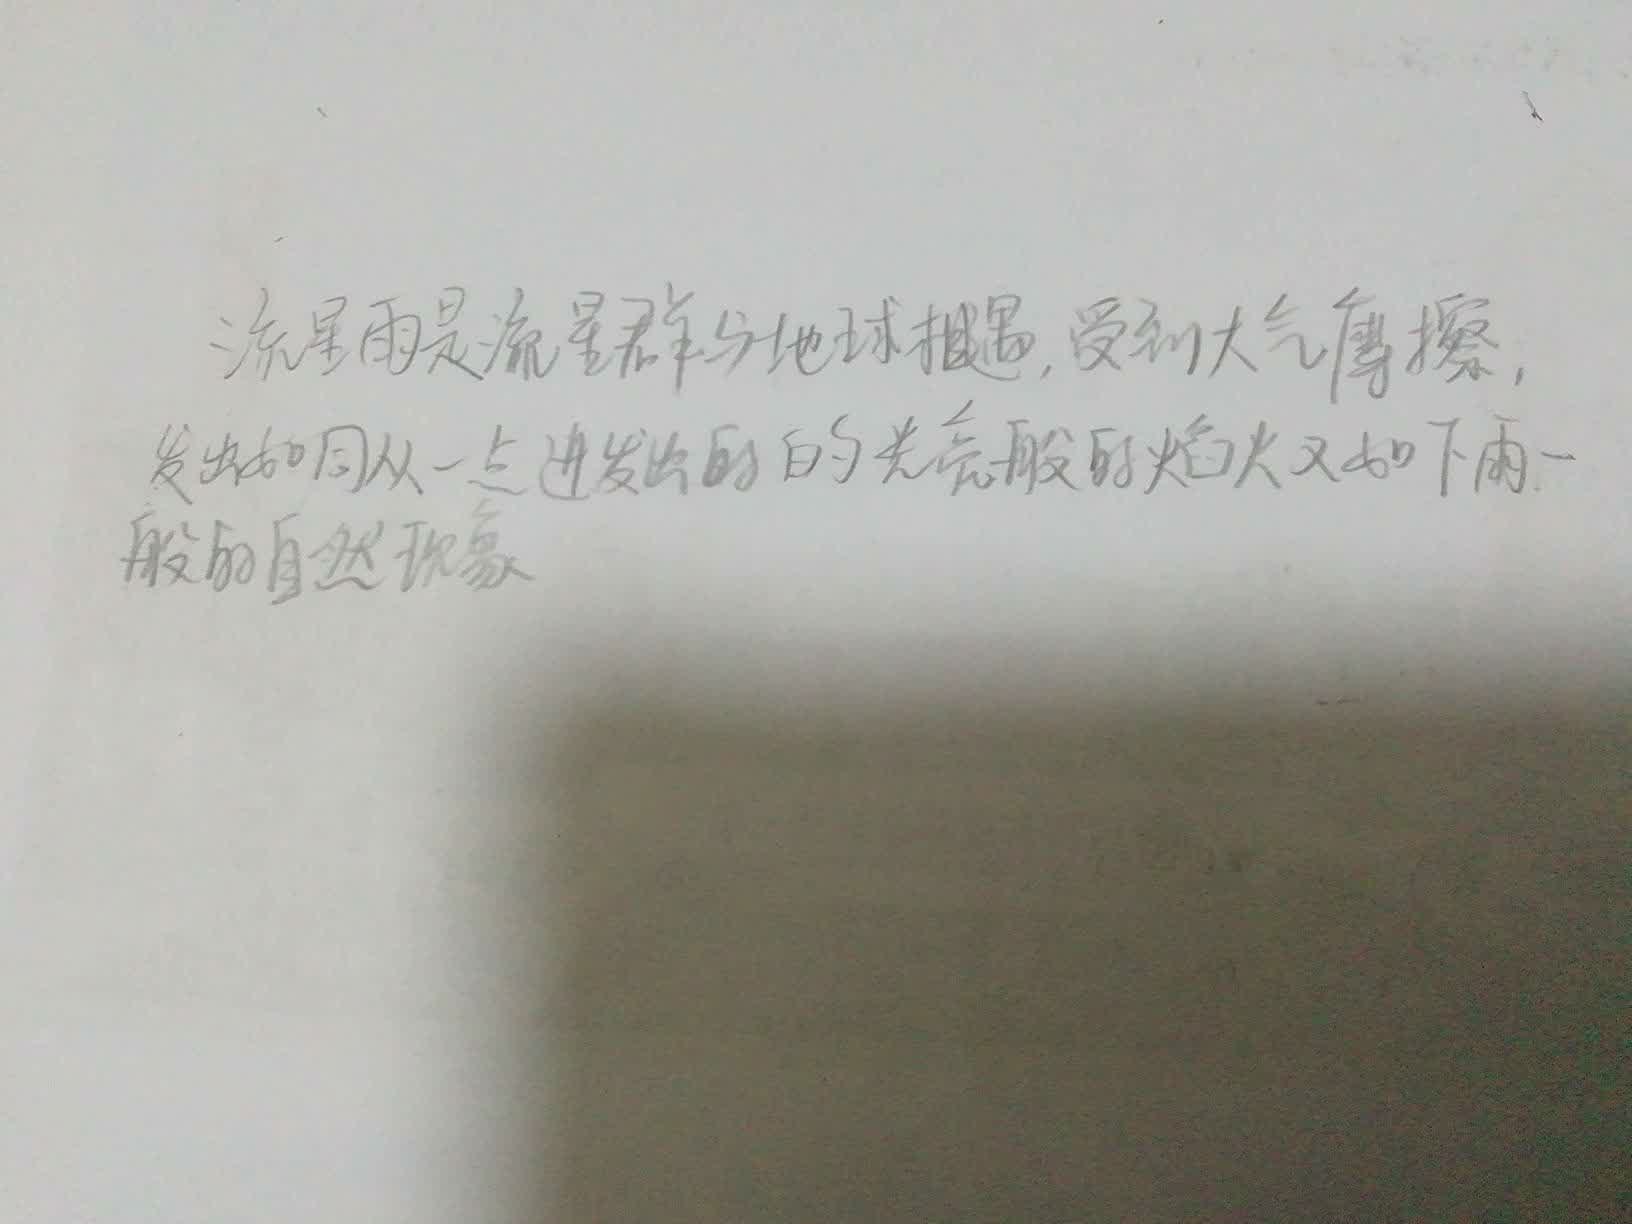 流星雨是流星群与地球相遇,受到大气摩擦,
发出如同从一点迸发出的的光亮般的焰火又如下雨一
般的自然现象